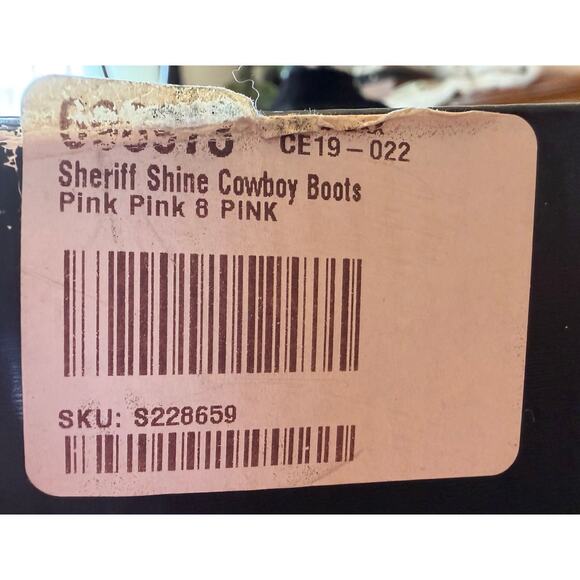 CE19-022
Sheriff Shine Cowboy Boots
Pink Pink 8 PINK
SKU: S228659